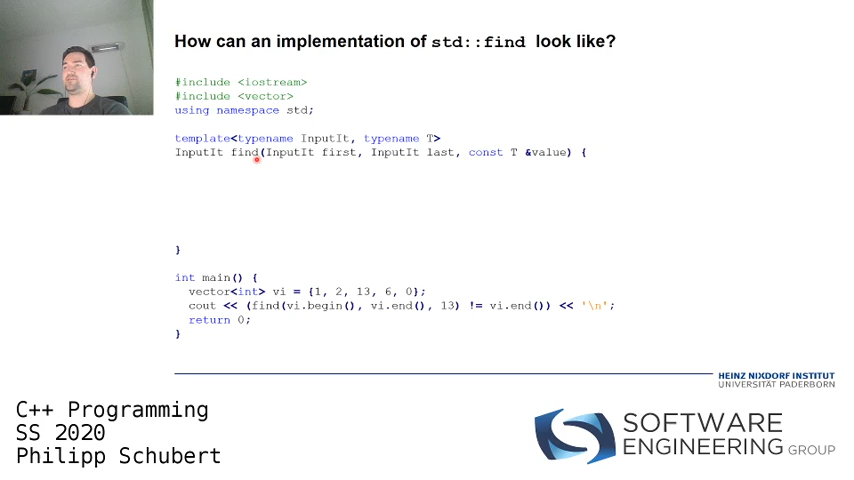 How can an implementation of std::find look like?
#include <iostream>
#include <vector>
using namespace std;
template<typename InputIt, typename T>
InputIt find(InputIt first, InputIt last, const T &value) {
}
int main() {
vector<int> vi = {1, 2, 13, 6, 0};
cout << (find(vi.begin(), vi.end(), 13) != vi.end()) << '\n';
return 0;
}
HEINZ NIXDORF INSTITUT
UNIVERSITÄT PADERBORN
C++ Programming
SS 2020
Philipp Schubert
SOFTWARE
ENGINEERING GROUP